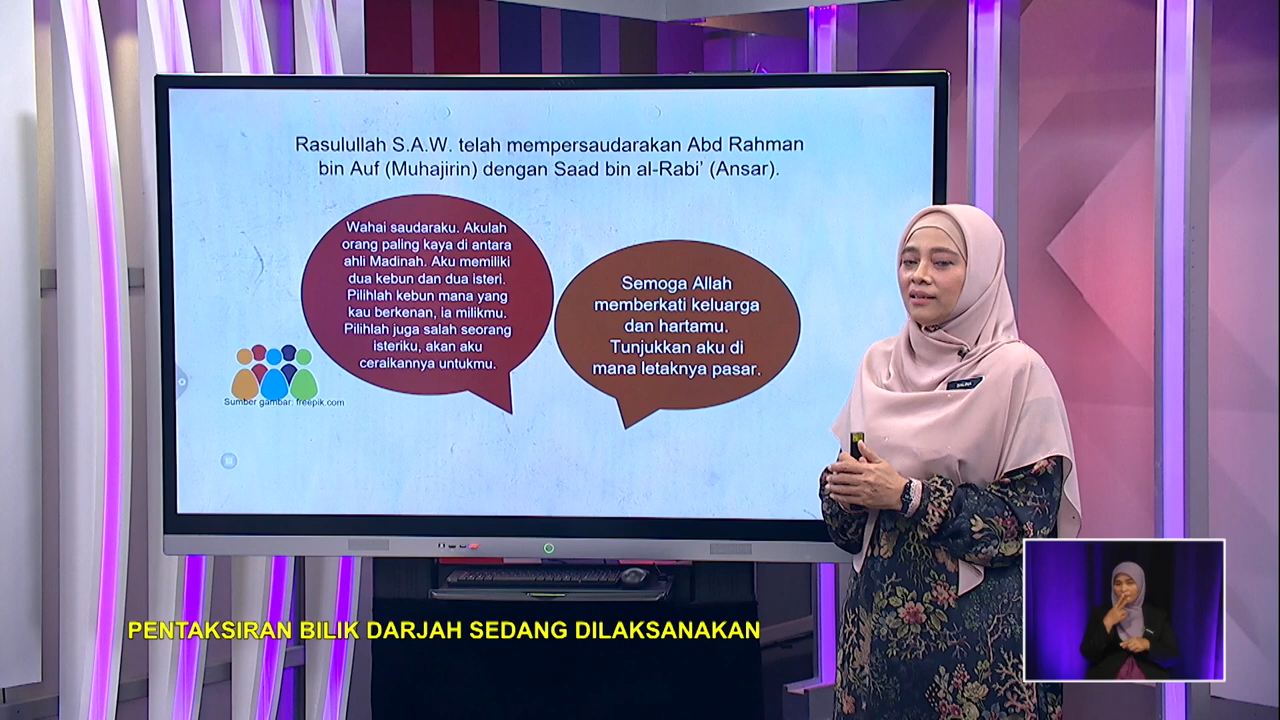 Rasulullah S.A.W. telah mempersaudarakan Abd Rahman
bin Auf (Muhajirin) dengan Saad bin al-Rabi' (Ansar).
Wahai saudaraku. Akulah
orang paling kaya di antara
ahli Madinah. Aku memiliki
dua kebun dan dua isteri.
Pilihlah kebun mana yang
kau berkenan, ia milikmu.
Pilihlah juga salah seorang
isteriku, akan aku
ceraikannya untukmu.
Semoga Allah
memberkati keluarga
dan hartamu.
Tunjukkan aku di
mana letaknya pasar.
Sumber gambar: freepik.com
PENTAKSIRAN BILIK DARJAH SEDANG DILAKSANAKAN